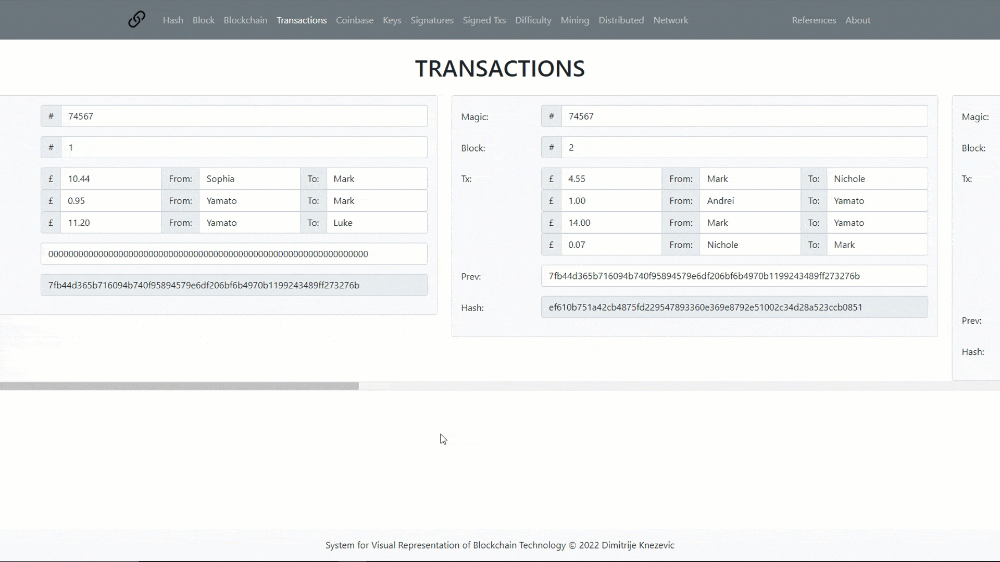 Hash Block Blockchain Transactions Coinbase Keys Signatures Signed Txs Difficulty Mining Distributed Network References About
TRANSACTIONS
# 74567
# 1
£ 10.44 From: Sophia To: Mark
£ 0.95 From: Yamato To: Mark
£ 11.20 From: Yamato To: Luke
0000000000000000000000000000000000000000000000000000000000000000
7fb44d365b716094b740f95894579e6df206bf6b4970b1199243489ff273276b
Magic: # 74567
Block: # 2
Tx: £ 4.55 From: Mark To: Nichole
£ 1.00 From: Andrei To: Yamato
£ 14.00 From: Mark To: Yamato
£ 0.07 From: Nichole To: Mark
Prev: 7fb44d365b716094b740f95894579e6df206bf6b4970b1199243489ff273276b
Hash: ef610b751a42cb4875fd229547893360e369e8792e51002c34d28a523ccb0851
Magic:
Block:
Tx:
Prev:
Hash:
System for Visual Representation of Blockchain Technology © 2022 Dimitrije Knezevic